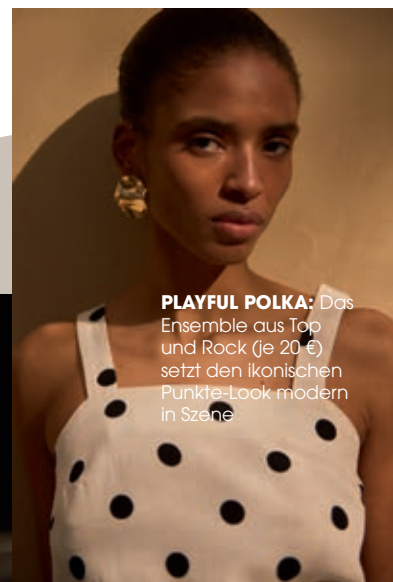 PLAYFUL POLKA: Das
Ensemble aus Top
und Rock (je 20 €)
setzt den ikonischen
Punkte-Look modern
in Szene